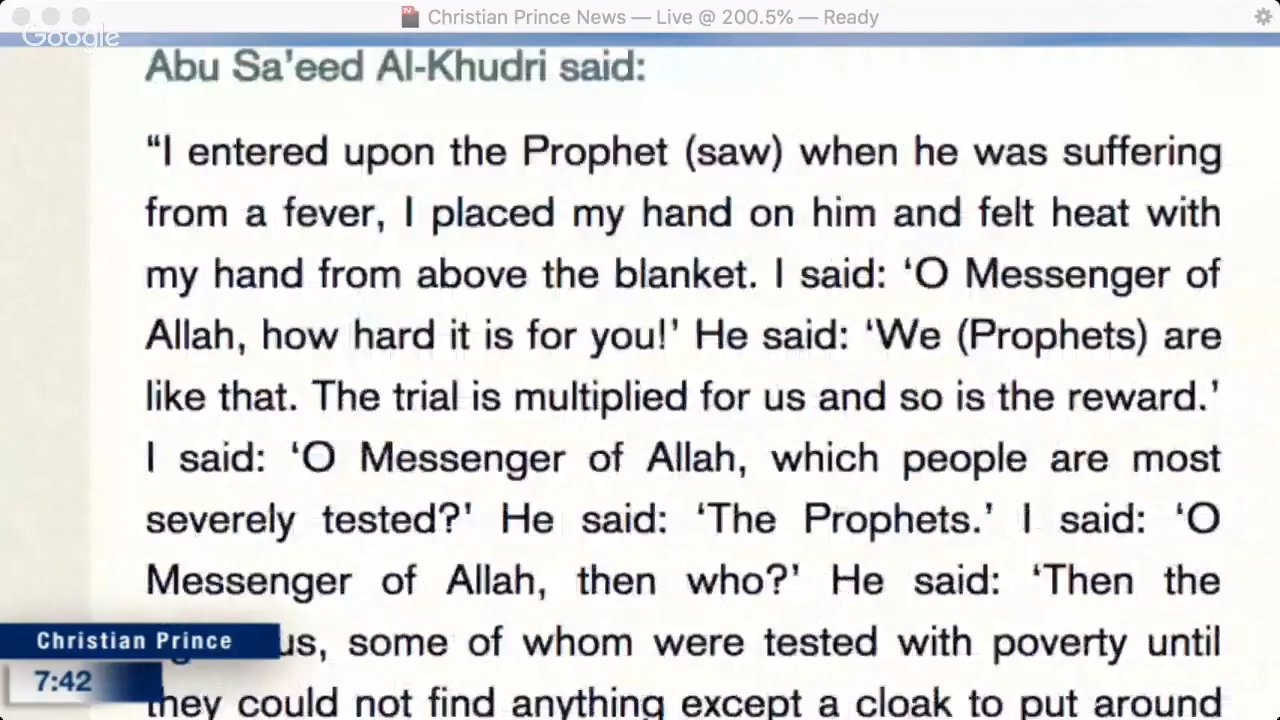 Christian Prince News — Live @ 200.5% — Ready
Google
Abu Sa’eed Al-Khudri said:
“I entered upon the Prophet (saw) when he was suffering
from a fever, I placed my hand on him and felt heat with
my hand from above the blanket. I said: ‘O Messenger of
Allah, how hard it is for you!’ He said: ‘We (Prophets) are
like that. The trial is multiplied for us and so is the reward.’
I said: ‘O Messenger of Allah, which people are most
severely tested?’ He said: ‘The Prophets.’ I said: ‘O
Messenger of Allah, then who?’ He said: ‘Then the
us, some of whom were tested with poverty until
Christian Prince
7:42
they could not find anything except a cloak to put around